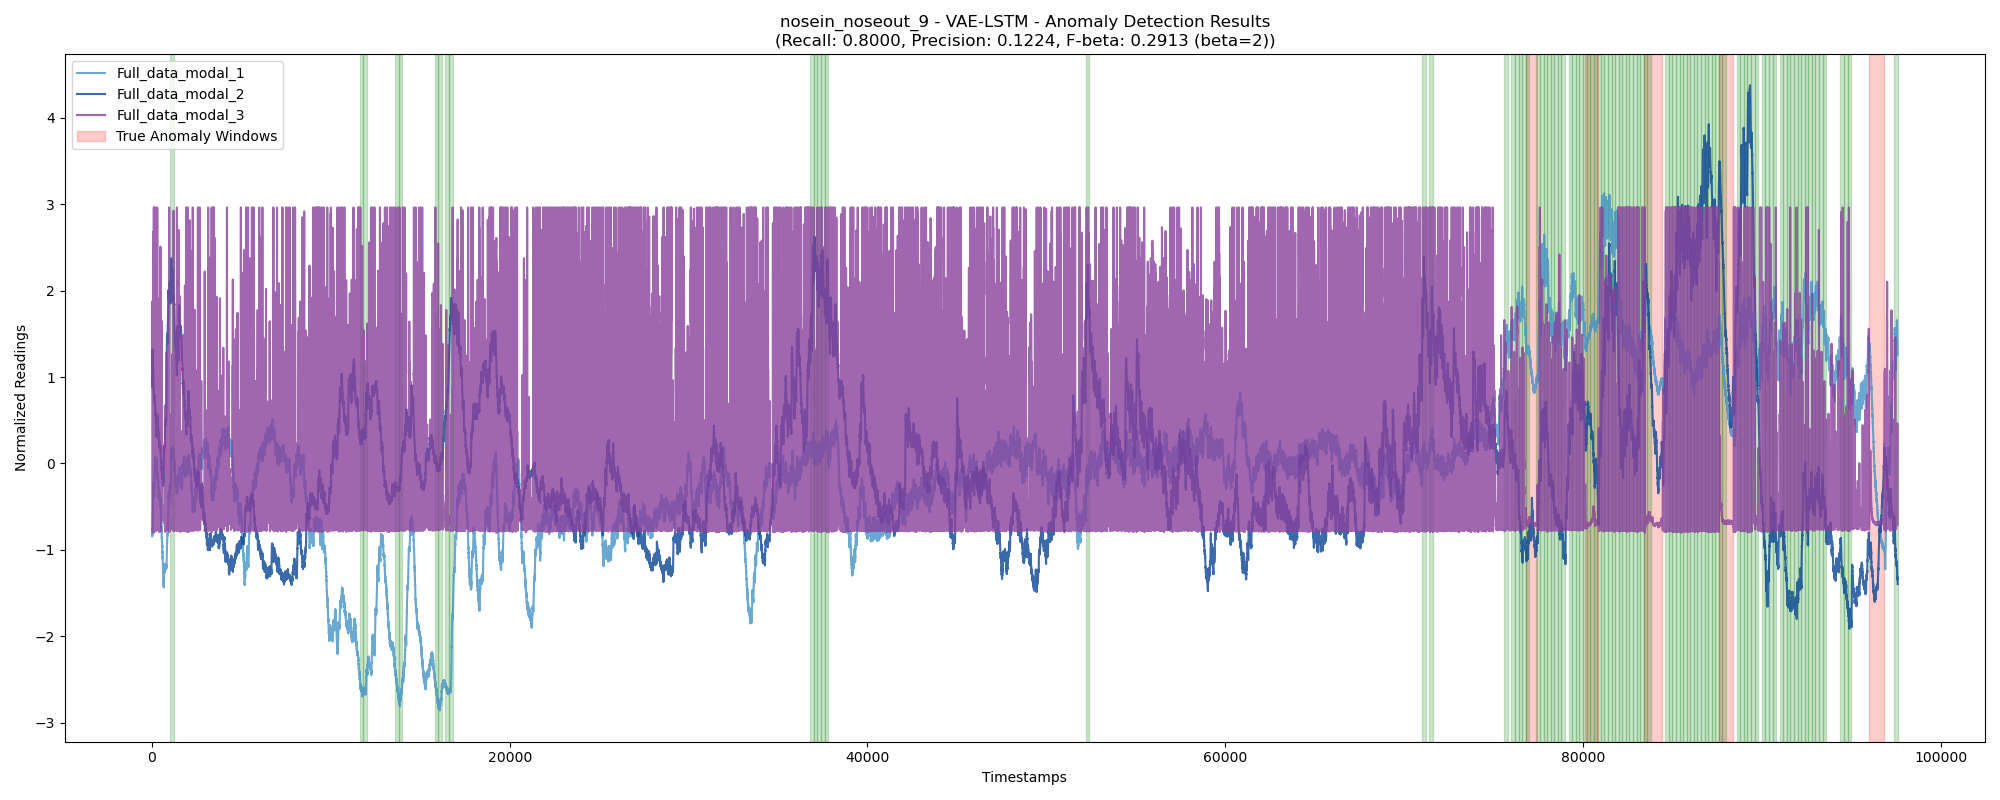 nosein_noseout_9 - VAE-LSTM - Anomaly Detection Results
(Recall: 0.8000, Precision: 0.1224, F-beta: 0.2913 (beta=2))
Full_data_modal_1
Full_data_modal_2
Full_data_modal_3
True Anomaly Windows
Normalized Readings
4
3
2
1
0
−1
−2
−3
0
20000
40000
60000
80000
100000
Timestamps